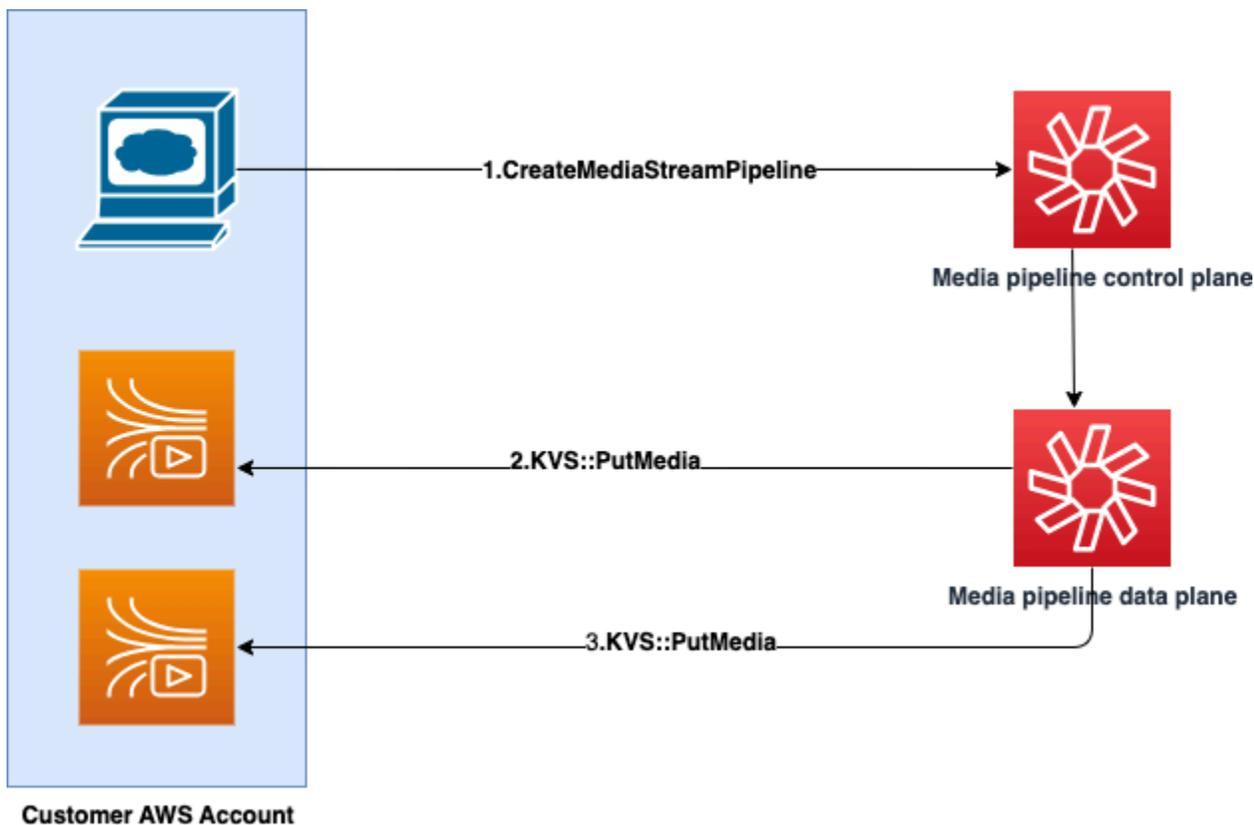 1.CreateMediaStreamPipeline
Media pipeline control plane
2.KVS::PutMedia
Media pipeline data plane
3.KVS::PutMedia
Customer AWS Account